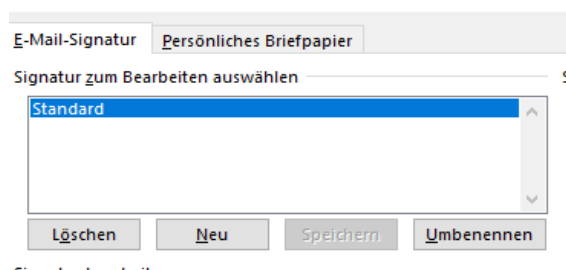 E-Mail-Signatur Persönliches Briefpapier
Signatur zum Bearbeiten auswählen
Standard
Löschen Neu Speichern Umbenennen